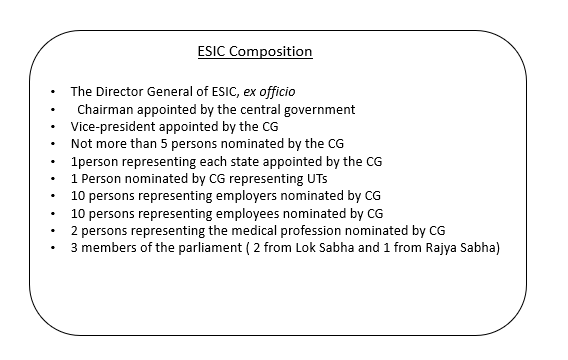 ESIC Composition
• The Director General of ESIC, ex officio
• Chairman appointed by the central government
• Vice-president appointed by the CG
• Not more than 5 persons nominated by the CG
• 1person representing each state appointed by the CG
• 1 Person nominated by CG representing UTs
• 10 persons representing employers nominated by CG
• 10 persons representing employees nominated by CG
• 2 persons representing the medical profession nominated by CG
• 3 members of the parliament ( 2 from Lok Sabha and 1 from Rajya Sabha)